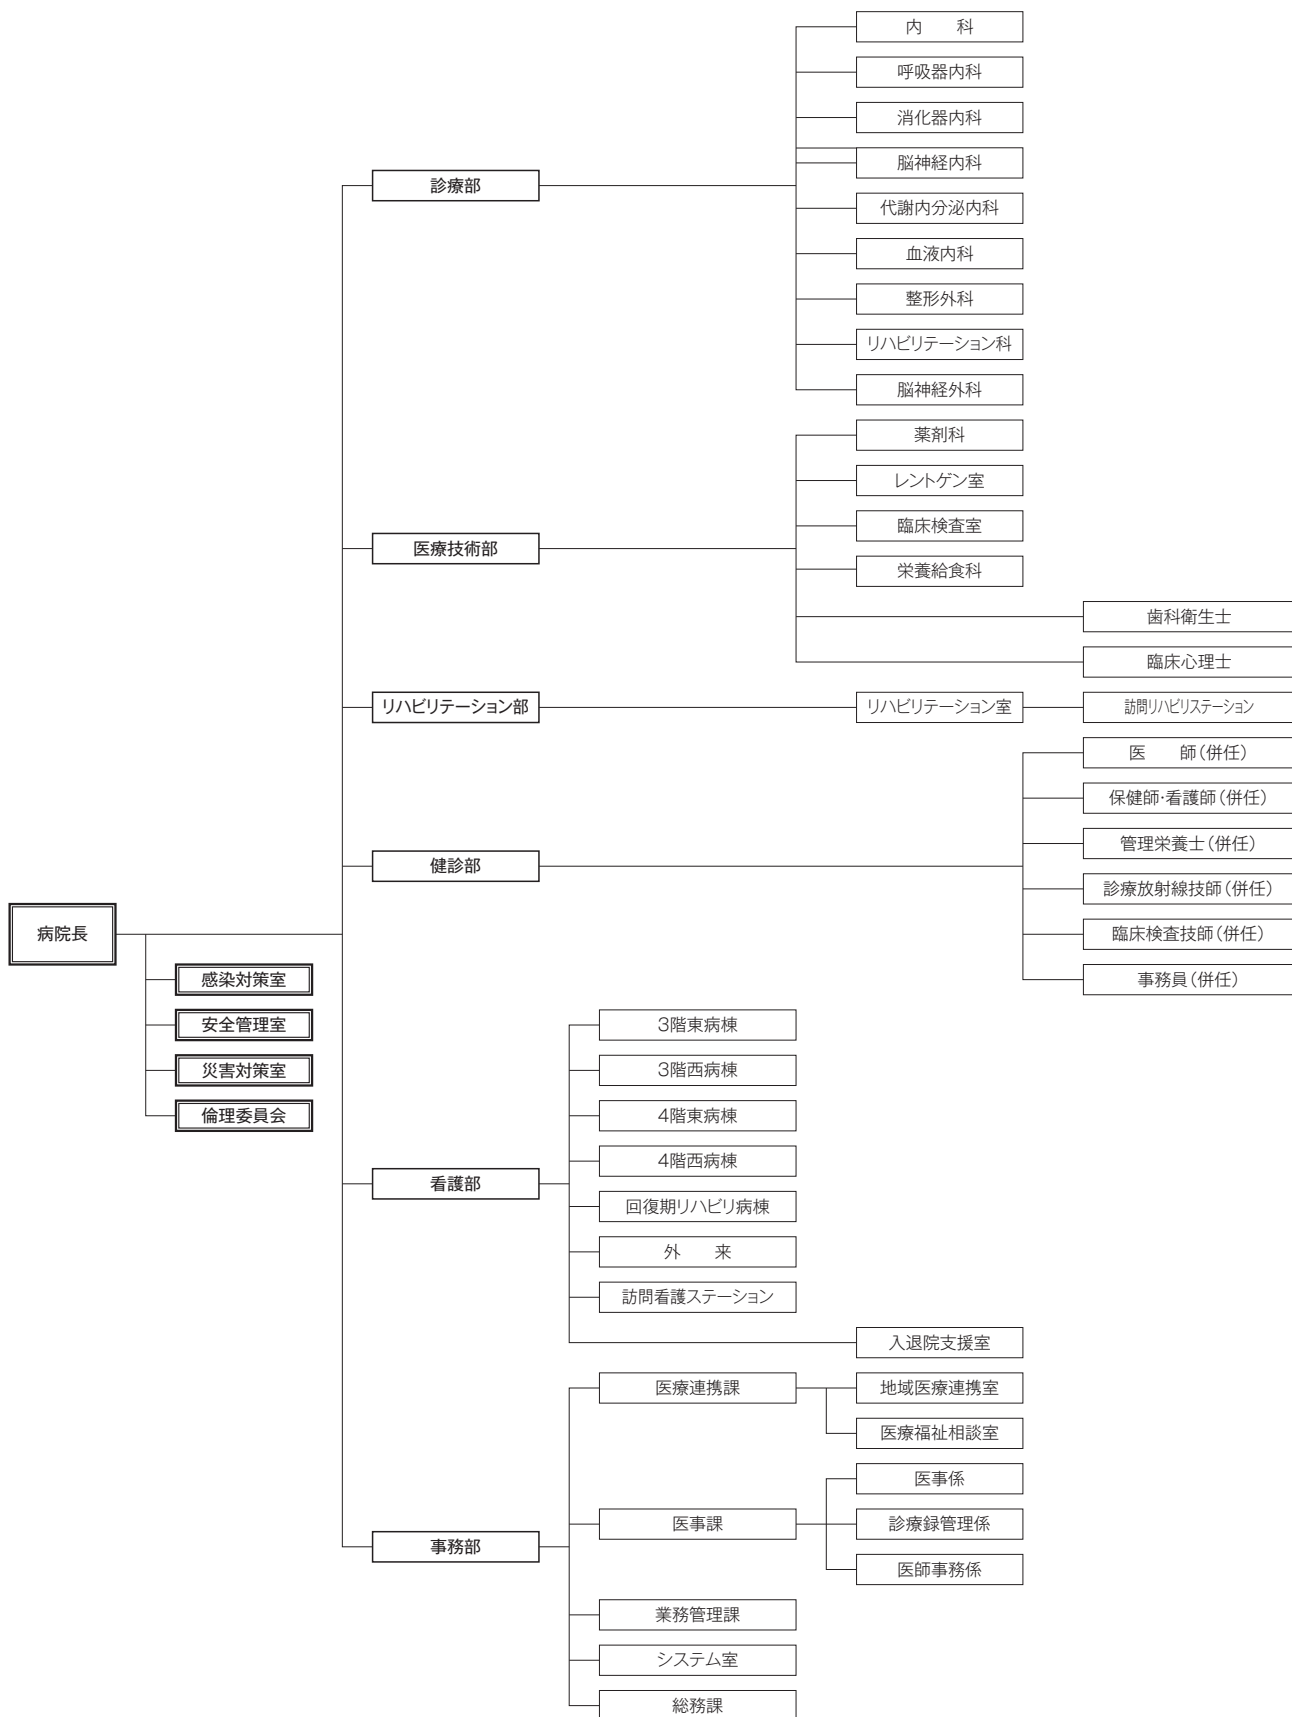 内　　科
呼吸器内科
消化器内科
脳神経内科
診療部
代謝内分泌内科
血液内科
整形外科
リハビリテーション科
脳神経外科
薬剤科
レントゲン室
臨床検査室
医療技術部
栄養給食科
歯科衛生士
臨床心理士
リハビリテーション部
リハビリテーション室
訪問リハビリステーション
医　　師（併任）
保健師・看護師（併任）
管理栄養士（併任）
健診部
診療放射線技師（併任）
臨床検査技師（併任）
事務員（併任）
病院長
感染対策室
安全管理室
災害対策室
倫理委員会
3階東病棟
3階西病棟
4階東病棟
4階西病棟
看護部
回復期リハビリ病棟
外　　来
訪問看護ステーション
入退院支援室
医療連携課
地域医療連携室
医療福祉相談室
医事係
医事課
診療録管理係
事務部
医師事務係
業務管理課
システム室
総務課